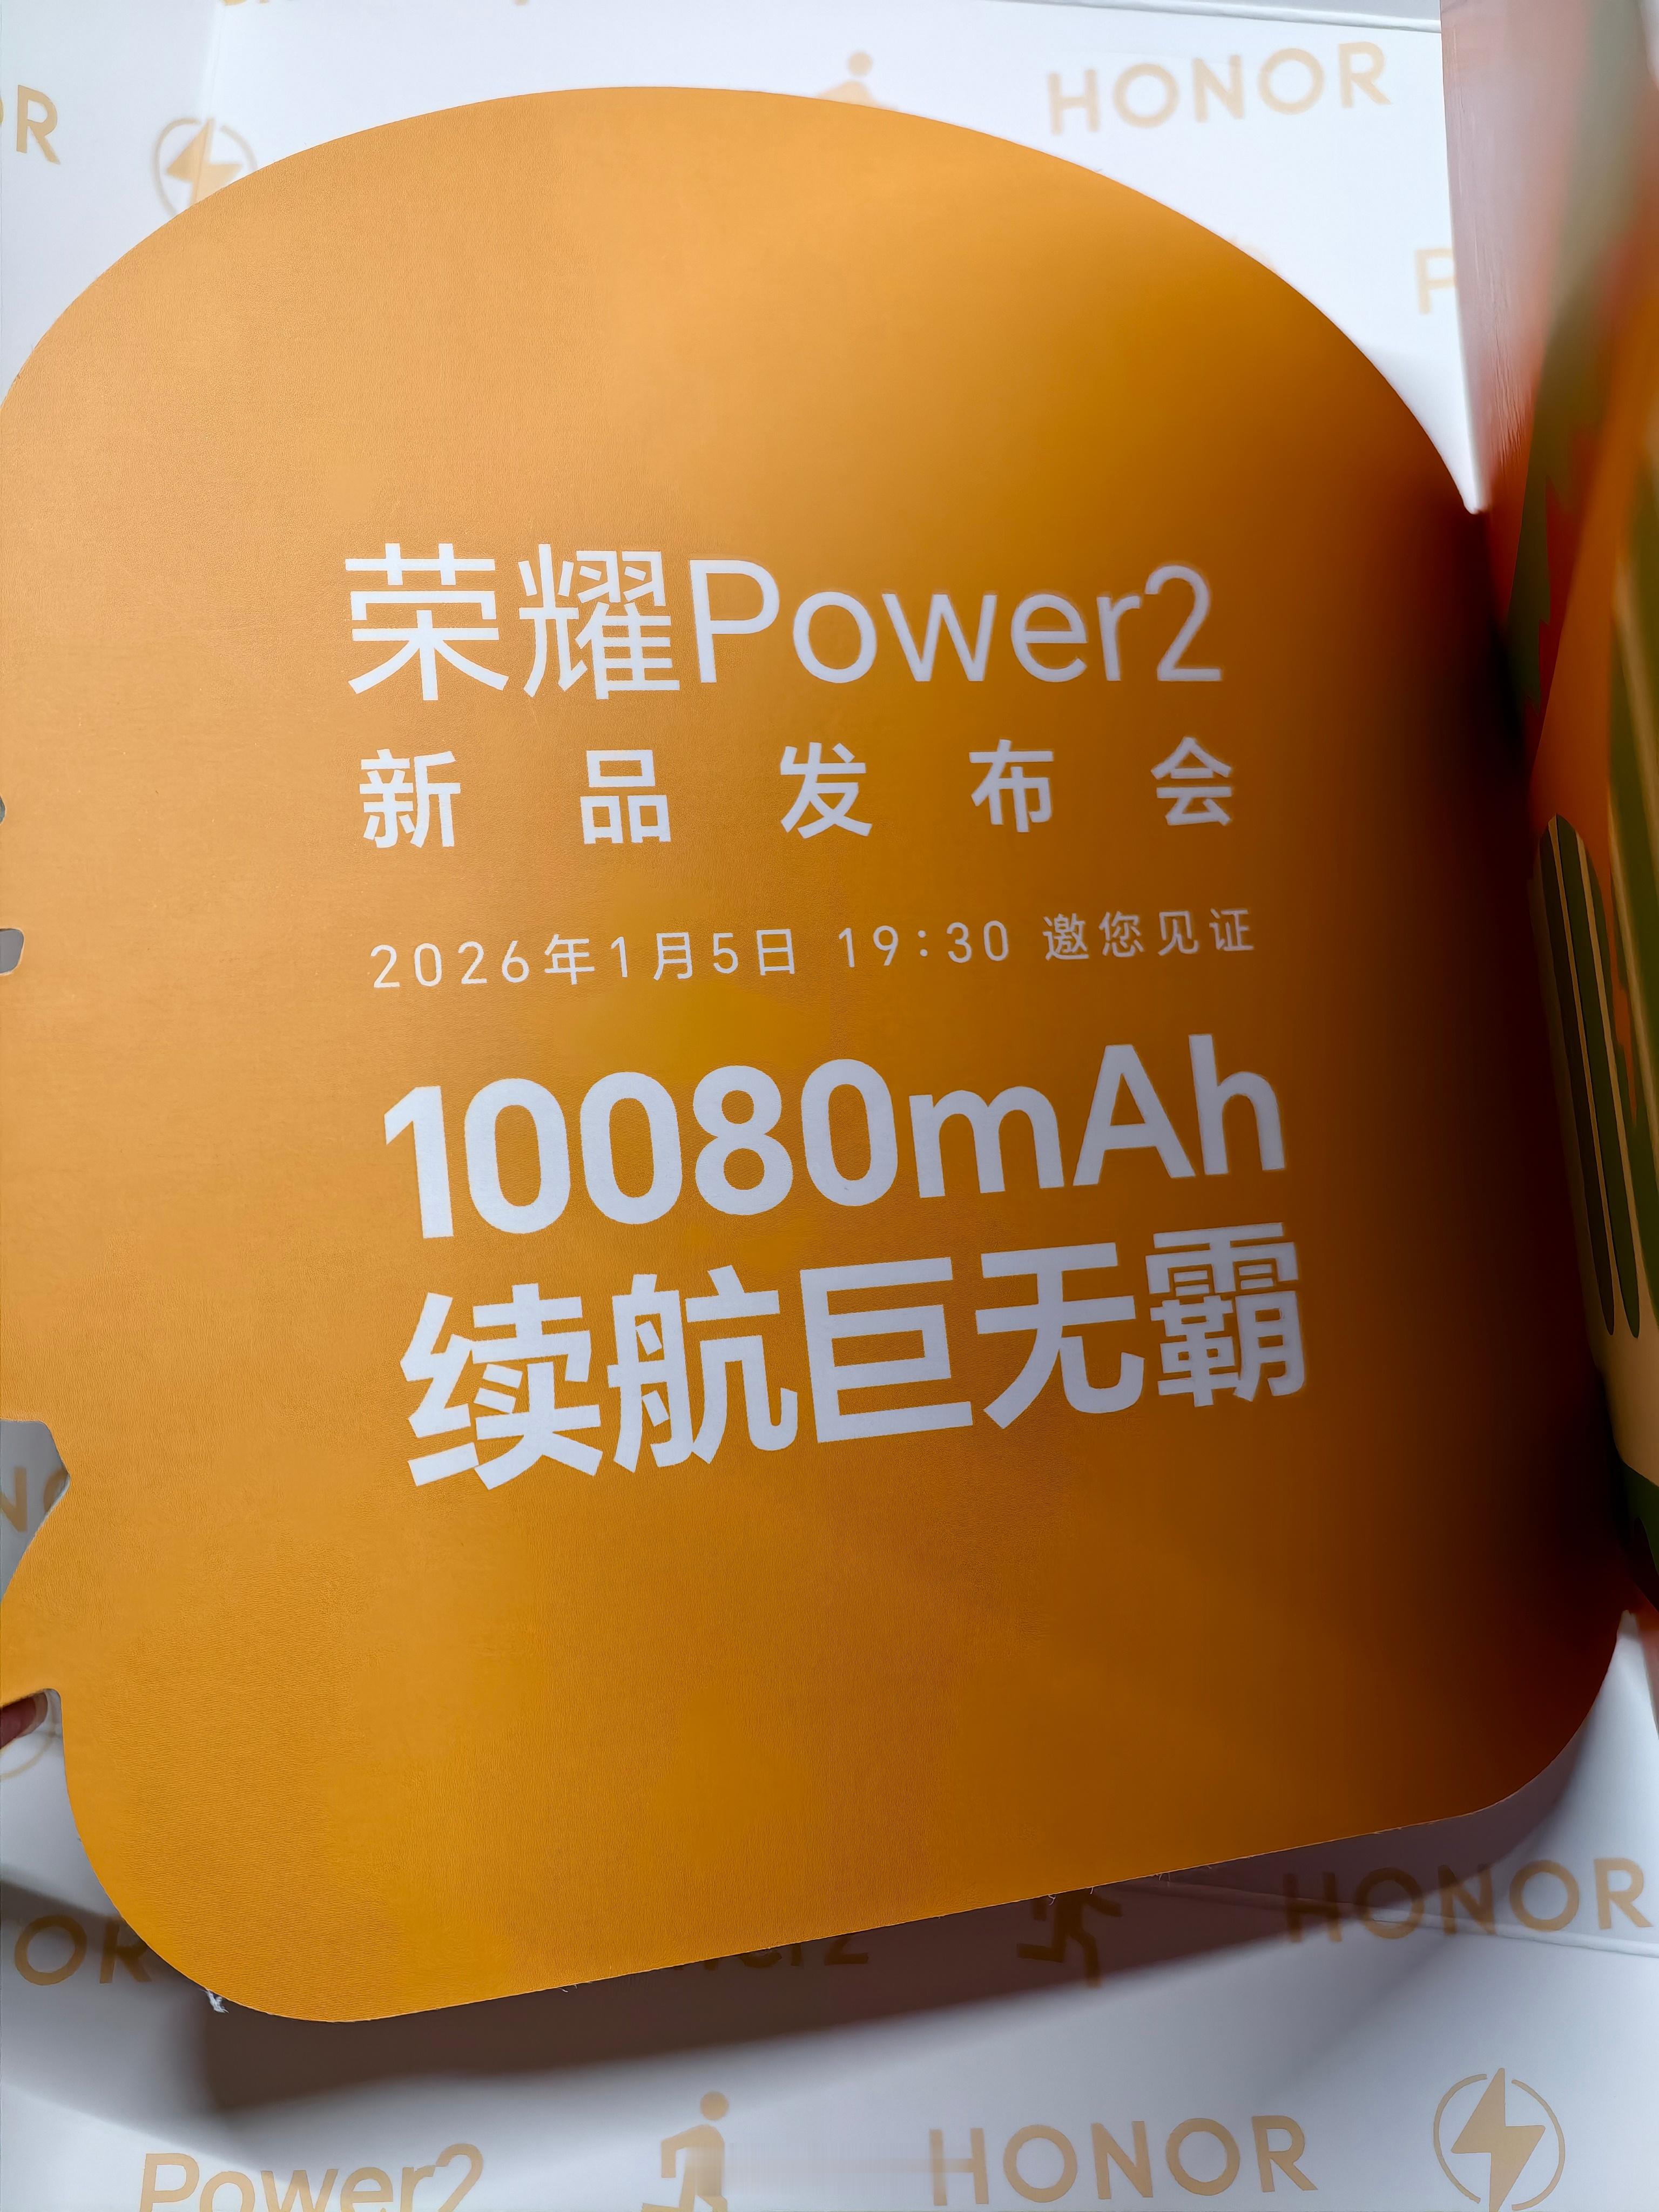 HONOR
荣耀Power2
新品发布会
2026年1月5日 19:30 邀您见证
10080mAh
续航巨无霸
HONOR
Power2
HONOR